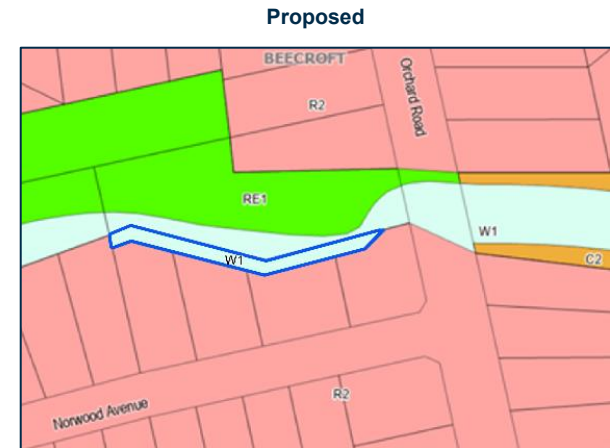 Proposed
BEECROFT
Orchard Road
R2
RE1
W1
W1
C2
R2
Norwood Avenue